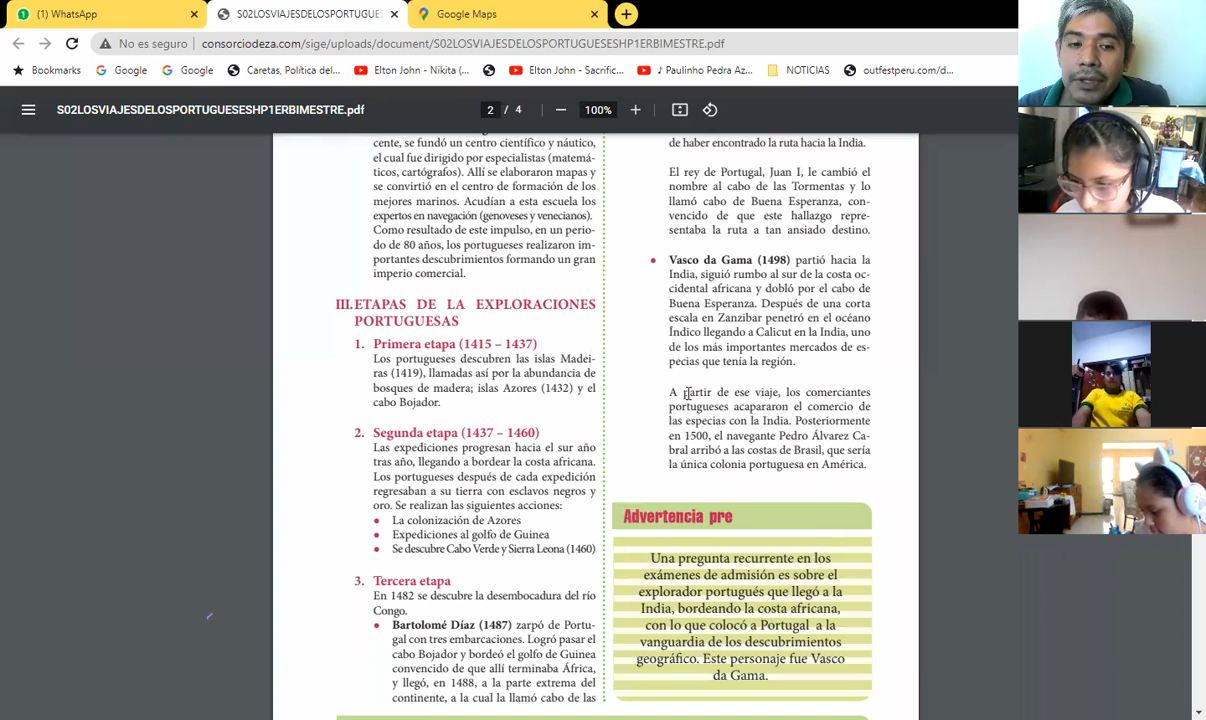 (1) WhatsApp
S02LOSVIAJESDELOSPORTUGUES
Google Maps
No es seguro
consorciodeza.com/sige/uploads/document/S02LOSVIAJESDELOSPORTUGUESESHP1ERBIMESTRE.pdf
Bookmarks
Google
Google
Caretas, Política del...
Elton John - Nikita (...
Elton John - Sacrific...
♪ Paulinho Pedra Az...
NOTICIAS
outfestperu.com/d...
S02LOSVIAJESDELOSPORTUGUESESHP1ERBIMESTRE.pdf
2 / 4
100%
cente, se fundó un centro científico y náutico,
el cual fue dirigido por especialistas (matemá-
ticos, cartógrafos). Allí se elaboraron mapas y
se convirtió en el centro de formación de los
mejores marinos. Acudían a esta escuela los
expertos en navegación (genoveses y venecianos).
Como resultado de este impulso, en un perio-
do de 80 años, los portugueses realizaron im-
portantes descubrimientos formando un gran
imperio comercial.
III. ETAPAS DE LA EXPLORACIONES
PORTUGUESAS
1. Primera etapa (1415 – 1437)
Los portugueses descubren las islas Madei-
ras (1419), llamadas así por la abundancia de
bosques de madera; islas Azores (1432) y el
cabo Bojador.
2. Segunda etapa (1437 – 1460)
Las expediciones progresan hacia el sur año
tras año, llegando a bordear la costa africana.
Los portugueses después de cada expedición
regresaban a su tierra con esclavos negros y
oro. Se realizan las siguientes acciones:
• La colonización de Azores
• Expediciones al golfo de Guinea
• Se descubre Cabo Verde y Sierra Leona (1460)
3. Tercera etapa
En 1482 se descubre la desembocadura del río
Congo.
• Bartolomé Díaz (1487) zarpó de Portu-
gal con tres embarcaciones. Logró pasar el
cabo Bojador y bordeó el golfo de Guinea
convencido de que allí terminaba África,
y llegó, en 1488, a la parte extrema del
continente, a la cual la llamó cabo de las
de haber encontrado la ruta hacia la India.
El rey de Portugal, Juan I, le cambió el
nombre al cabo de las Tormentas y lo
llamó cabo de Buena Esperanza, con-
vencido de que este hallazgo repre-
sentaba la ruta a tan ansiado destino.
• Vasco da Gama (1498) partió hacia la
India, siguió rumbo al sur de la costa oc-
cidental africana y dobló por el cabo de
Buena Esperanza. Después de una corta
escala en Zanzibar penetró en el océano
Índico llegando a Calicut en la India, uno
de los más importantes mercados de es-
pecias que tenía la región.
A partir de ese viaje, los comerciantes
portugueses acapararon el comercio de
las especias con la India. Posteriormente
en 1500, el navegante Pedro Álvarez Ca-
bral arribó a las costas de Brasil, que sería
la única colonia portuguesa en América.
Advertencia pre
Una pregunta recurrente en los
exámenes de admisión es sobre el
explorador portugués que llegó a la
India, bordeando la costa africana,
con lo que colocó a Portugal a la
vanguardia de los descubrimientos
geográfico. Este personaje fue Vasco
da Gama.